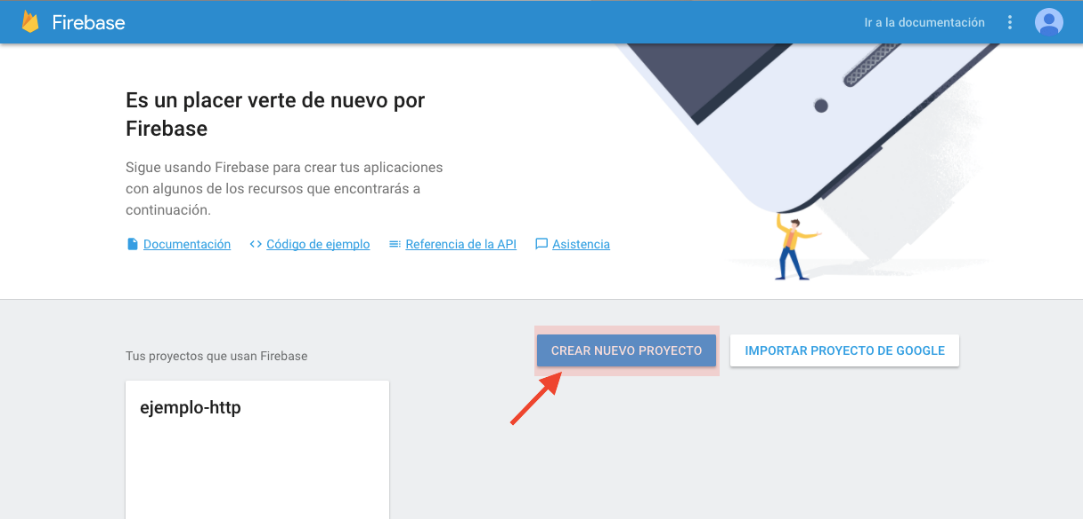 Firebase
Ir a la documentación
Es un placer verte de nuevo por
Firebase
Sigue usando Firebase para crear tus aplicaciones
con algunos de los recursos que encontrarás a
continuación.
Documentación <> Código de ejemplo Referencia de la API Asistencia
Tus proyectos que usan Firebase
CREAR NUEVO PROYECTO
IMPORTAR PROYECTO DE GOOGLE
ejemplo-http